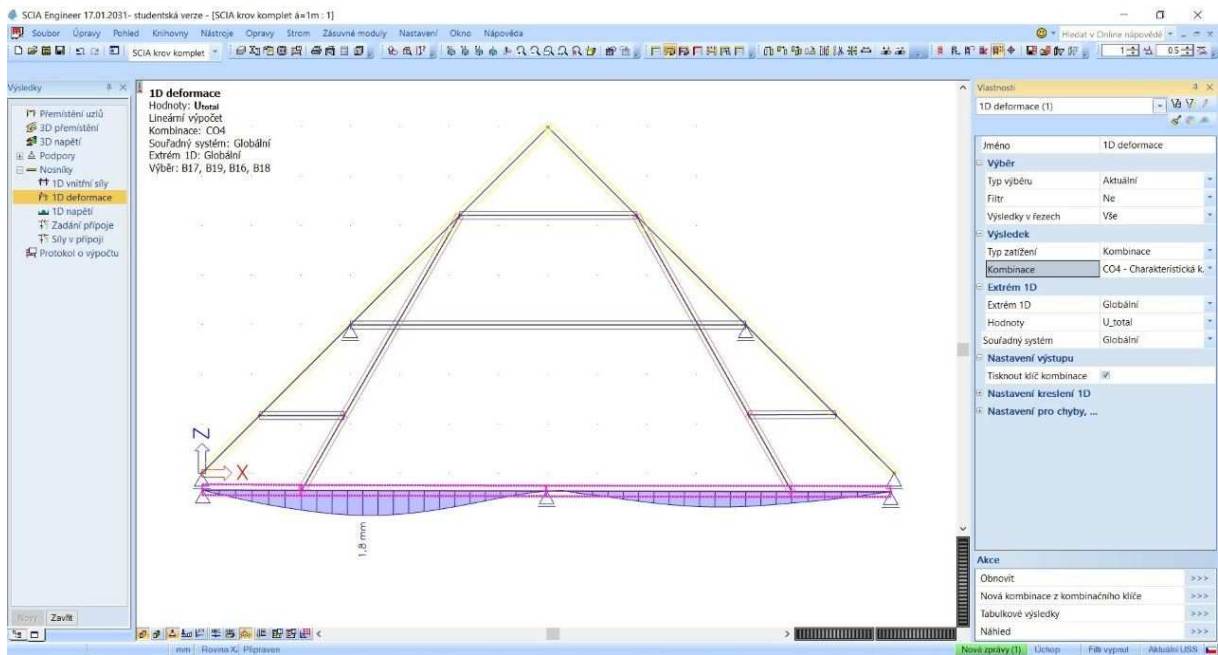 SCIA Engineer 17.01.2031- studentská verze - [SCIA krov komplet á=1m : 1]
Soubor Úpravy Pohled Knihovny Nástroje Opravy Strom Zásuvné moduly Nastavení Okno Nápověda
Hledat v Online nápovědě
SCIA krov komplet
1
0.5
Výsledky
Přemístění uzlů
3D přemístění
3D napětí
Podpory
Nosníky
1D vnitřní síly
1D deformace
1D napětí
Zadání přípoje
Síly v přípoji
Protokol o výpočtu
Nový
Zavřít
1D deformace
Hodnoty: Utotal
Lineární výpočet
Kombinace: CO4
Souřadný systém: Globální
Extrém 1D: Globální
Výběr: B17, B19, B16, B18
Z
X
1,8 mm
Vlastnosti
1D deformace (1)
Jméno 1D deformace
Výběr
Typ výběru Aktuální
Filtr Ne
Výsledky v řezech Vše
Výsledek
Typ zatížení Kombinace
Kombinace CO4 - Charakteristická k.
Extrém 1D
Extrém 1D Globální
Hodnoty U_total
Souřadný systém Globální
Nastavení výstupu
Tisknout klíč kombinace
Nastavení kreslení 1D
Nastavení pro chyby, ...
Akce
Obnovit >>>
Nová kombinace z kombinačního klíče >>>
Tabulkové výsledky >>>
Náhled >>>
mm Rovina X Připraven
Nová zprávy (1) Úchop Filtr vypnut Aktuální USS